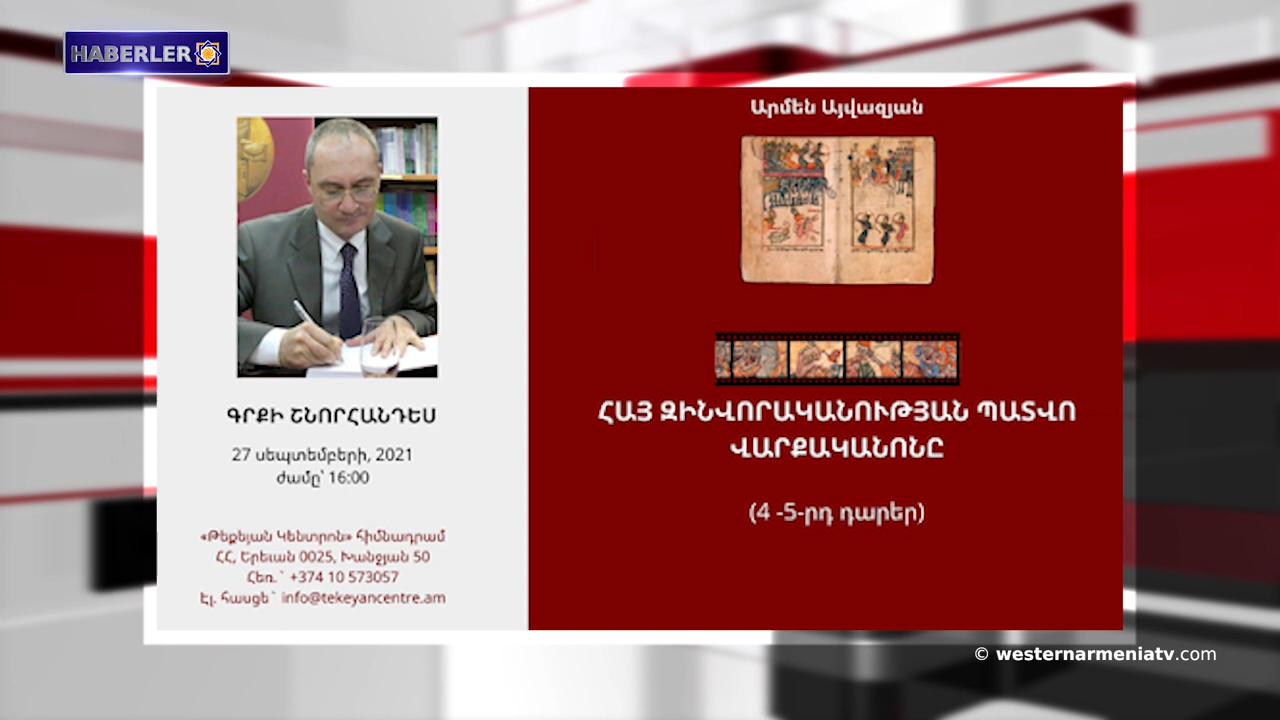 HABERLER
ԳՐՔԻ ՇՆՈՐՀԱՆԴԵՍ
27 սեպտեմբերի, 2021
ժամը՝ 16:00
«Թեքեյան Կենտրոն» հիմնադրամ
ՀՀ, Երեւան 0025, Խանջյան 50
Հեռ.` +374 10 573057
Էլ. հասցե` info@tekeyancentre.am
Արմեն Այվազյան
ՀԱՅ ԶԻՆՎՈՐԱԿԱՆՈՒԹՅԱՆ ՊԱՏՎՈ
ՎԱՐՔԱԿԱՆՈՆԸ
(4 -5-րդ դարեր)
© westernarmeniatv.com